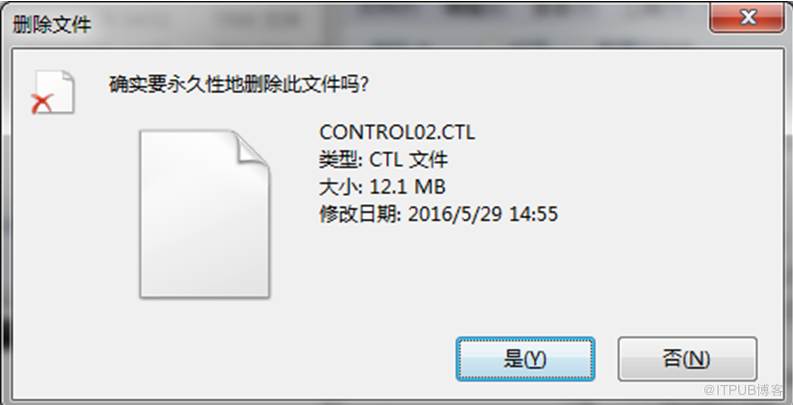 删除文件
确实要永久性地删除此文件吗?
CONTROL02.CTL
类型: CTL 文件
大小: 12.1 MB
修改日期: 2016/5/29 14:55
是(Y)
否(N)
@ITPUB博客